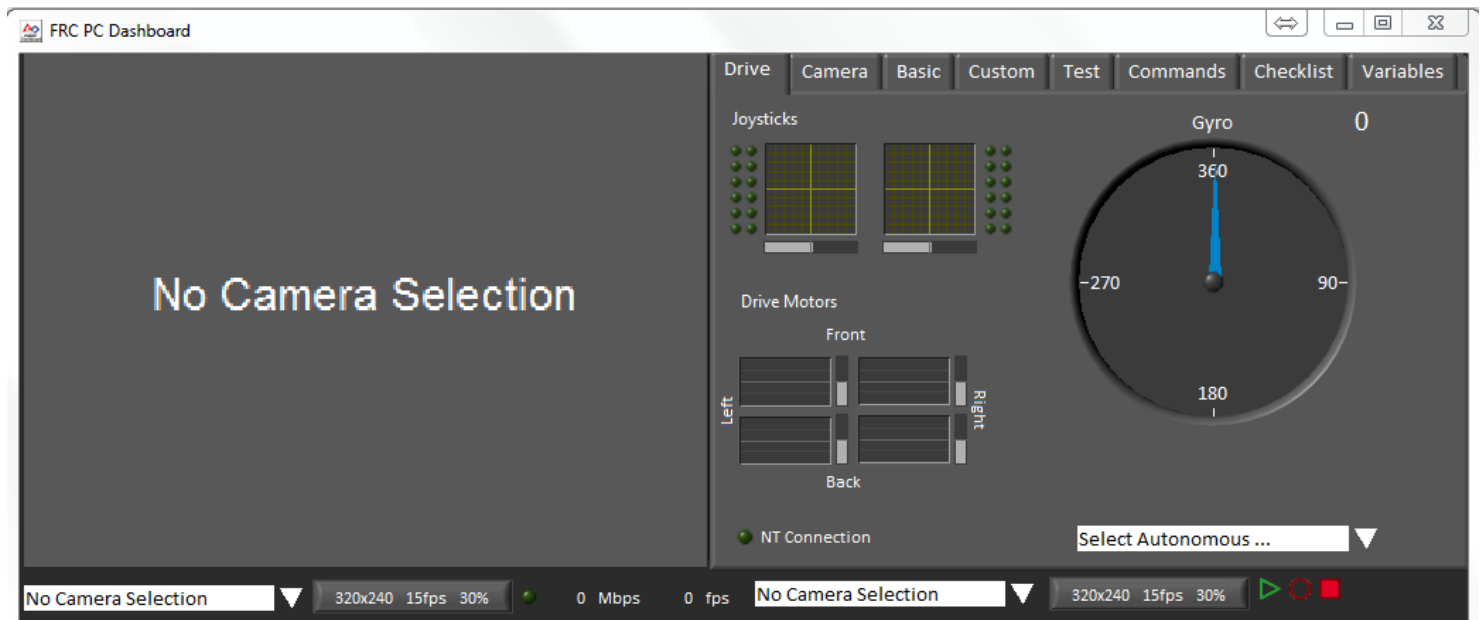 FRC PC Dashboard
Drive Camera Basic Custom Test Commands Checklist Variables
Joysticks
Gyro 0
360
270 90
180
No Camera Selection
Drive Motors
Front
Left
Right
Back
NT Connection
Select Autonomous ...
No Camera Selection 320x240 15fps 30% 0 Mbps 0 fps No Camera Selection 320x240 15fps 30%